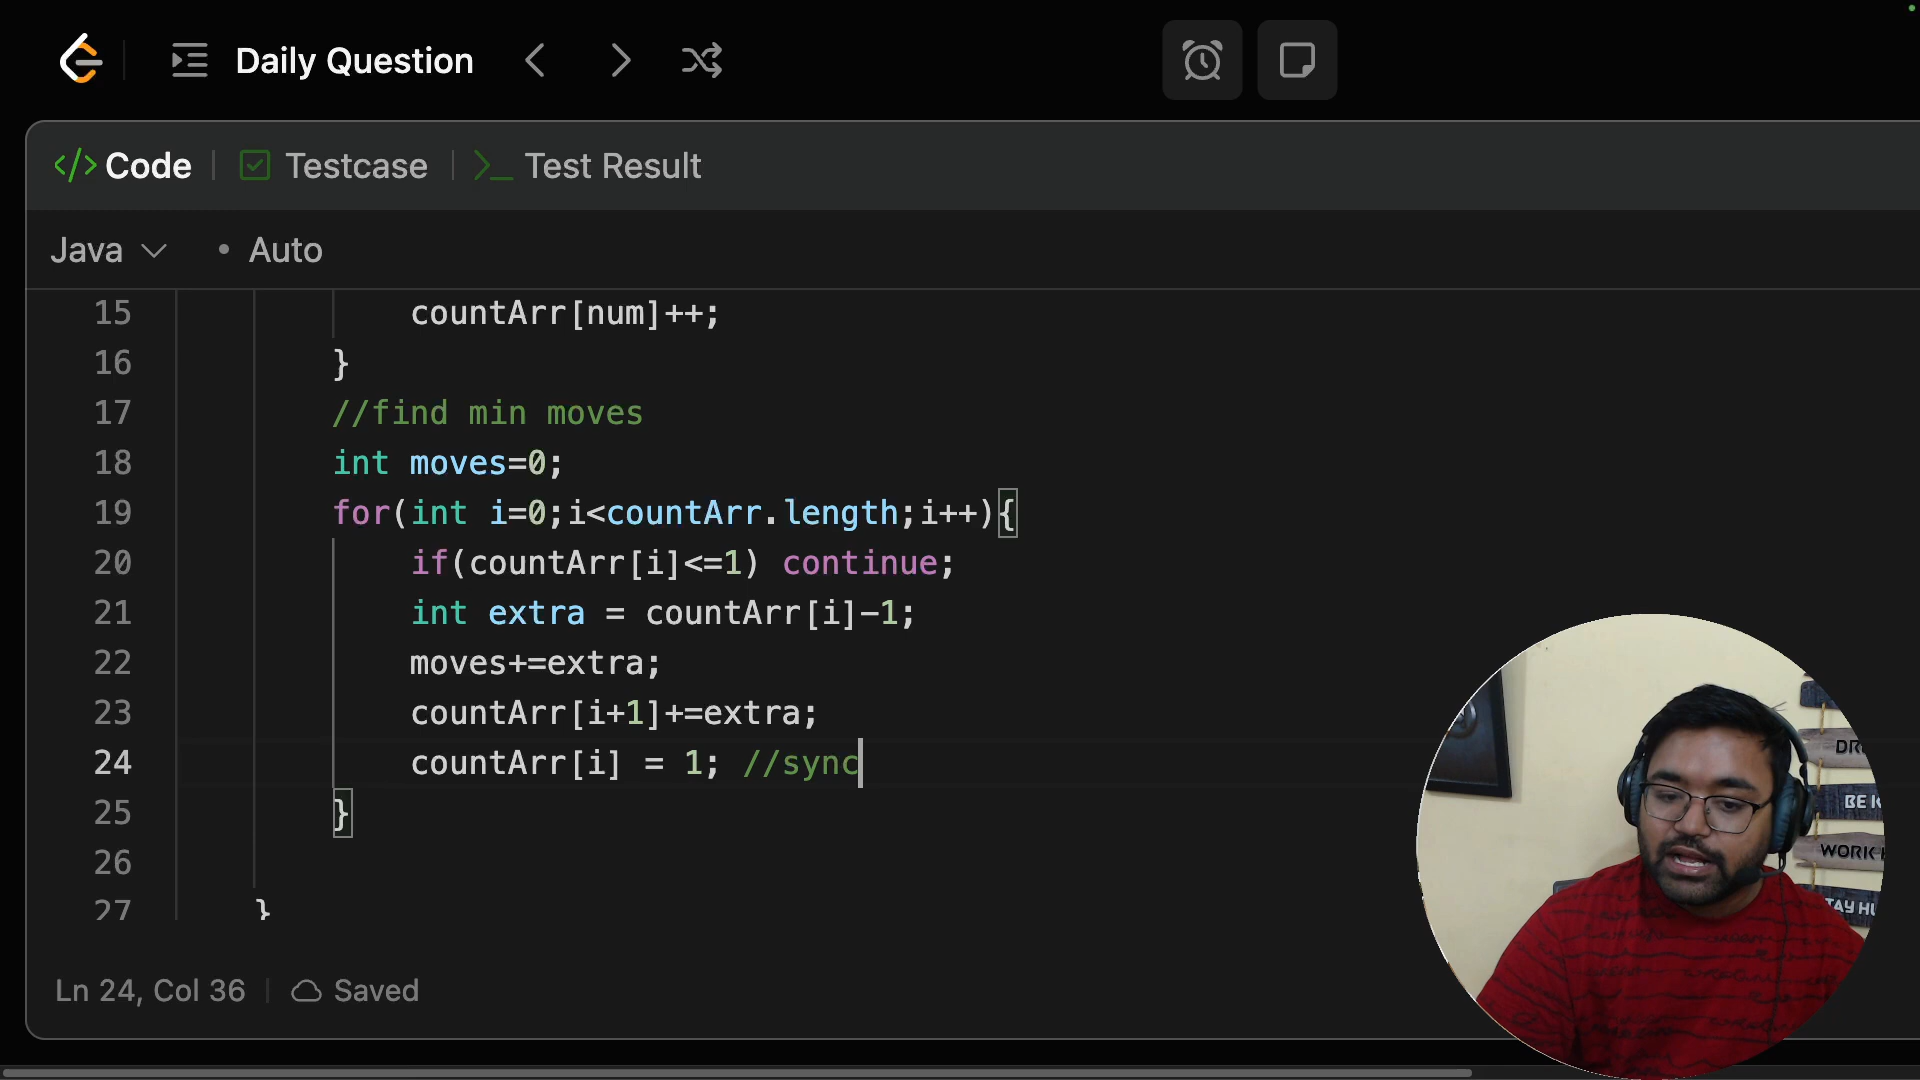 Daily Question
Code
Testcase
Test Result
Java
Auto
15 countArr[num]++;
16 }
17 //find min moves
18 int moves=0;
19 for(int i=0;i<countArr.length;i++){
20 if(countArr[i]<=1) continue;
21 int extra = countArr[i]-1;
22 moves+=extra;
23 countArr[i+1]+=extra;
24 countArr[i] = 1; //sync
25 }
26
27 }
Ln 24, Col 36
Saved
BE
WORK